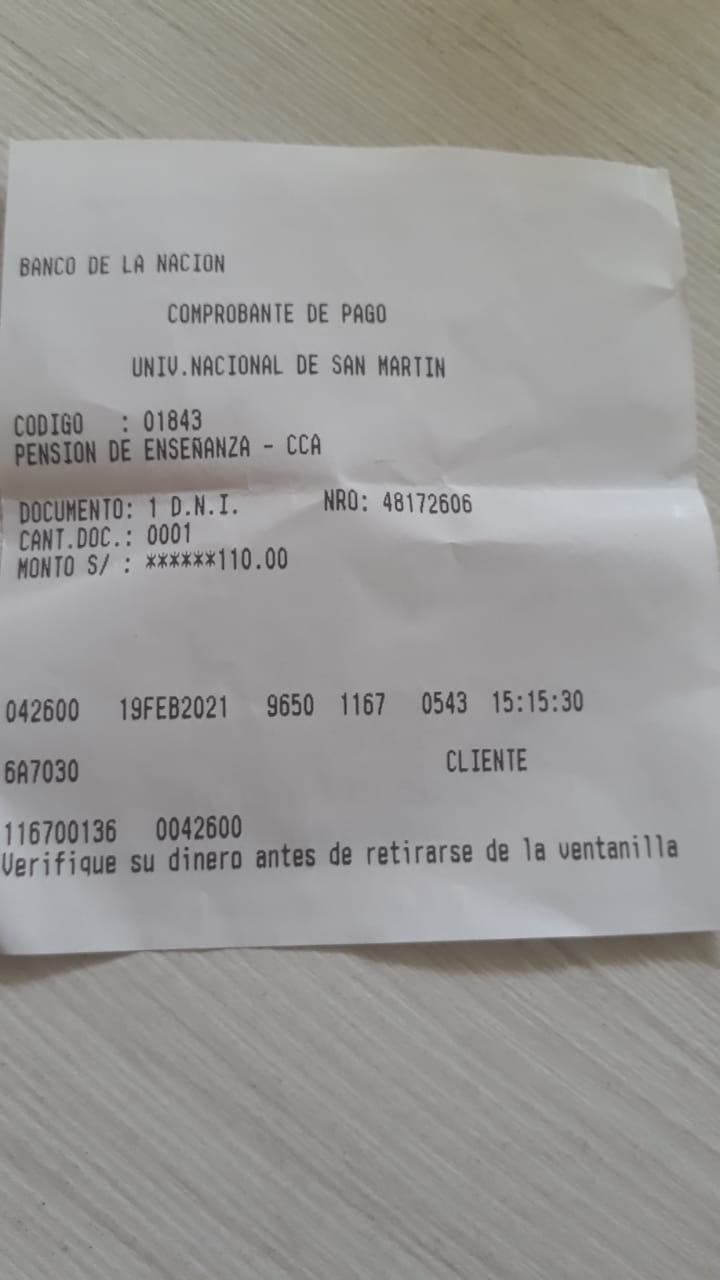 BANCO DE LA NACION
COMPROBANTE DE PAGO
UNIV.NACIONAL DE SAN MARTIN
CODIGO : 01843
PENSION DE ENSEÑANZA - CCA
DOCUMENTO: 1 D.N.I. NRO: 48172606
CANT.DOC.: 0001
MONTO S/ : ******110.00
042600 19FEB2021 9650 1167 0543 15:15:30
6A7030 CLIENTE
116700136 0042600
Verifique su dinero antes de retirarse de la ventanilla